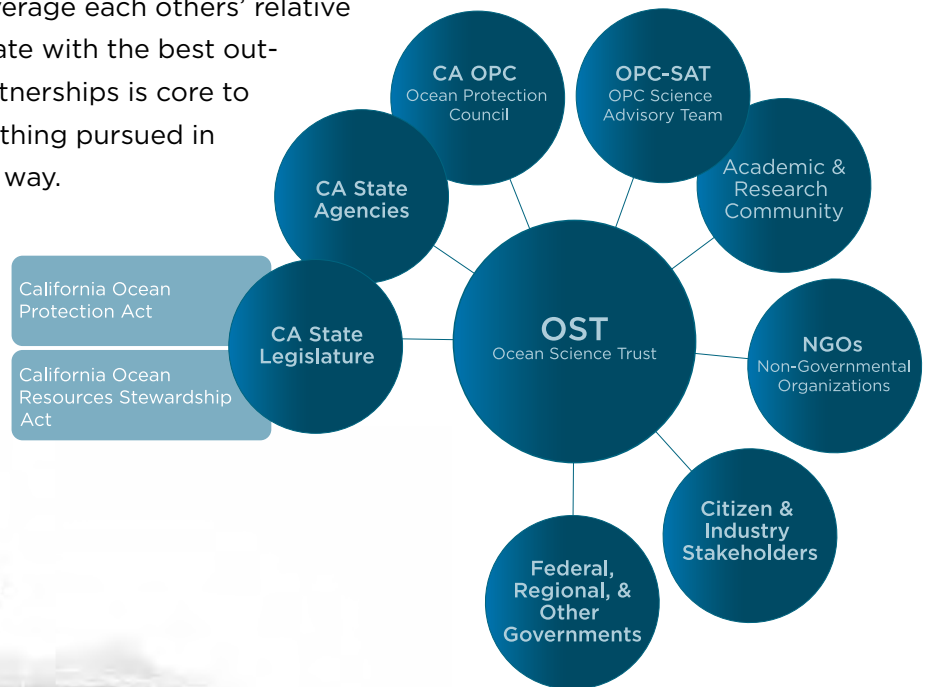 verage each others’ relative
ate with the best out-
tnerships is core to
thing pursued in
way.
CA OPC
Ocean Protection
Council
OPC-SAT
OPC Science
Advisory Team
CA State
Agencies
Academic &
Research
Community
California Ocean
Protection Act
CA State
Legislature
California Ocean
Resources Stewardship
Act
OST
Ocean Science Trust
NGOs
Non-Governmental
Organizations
Citizen &
Industry
Stakeholders
Federal,
Regional, &
Other
Governments